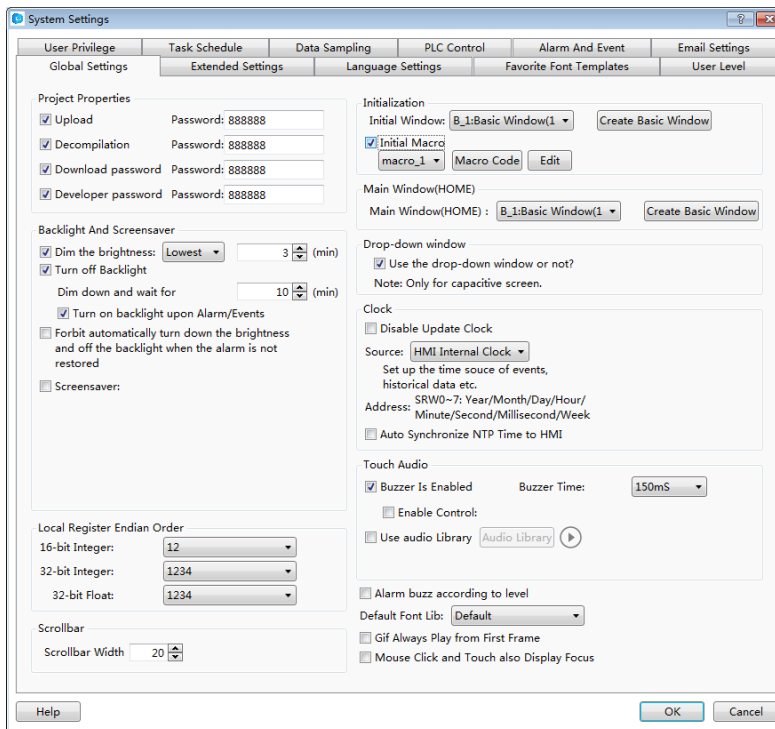 System Settings
User Privilege
Task Schedule
Data Sampling
PLC Control
Alarm And Event
Email Settings
Global Settings
Extended Settings
Language Settings
Favorite Font Templates
User Level
Project Properties
Upload Password: 888888
Decompilation Password: 888888
Download password Password: 888888
Developer password Password: 888888
Backlight And Screensaver
Dim the brightness: Lowest 3 (min)
Turn off Backlight
Dim down and wait for 10 (min)
Turn on backlight upon Alarm/Events
Forbit automatically turn down the brightness
and off the backlight when the alarm is not
restored
Screensaver:
Local Register Endian Order
16-bit Integer: 12
32-bit Integer: 1234
32-bit Float: 1234
Scrollbar
Scrollbar Width 20
Initialization
Initial Window: B_1:Basic Window(1 Create Basic Window
Initial Macro
macro_1 Macro Code Edit
Main Window(HOME)
Main Window(HOME) : B_1:Basic Window(1 Create Basic Window
Drop-down window
Use the drop-down window or not?
Note: Only for capacitive screen.
Clock
Disable Update Clock
Source: HMI Internal Clock
Set up the time souce of events,
historical data etc.
Address: SRW0~7: Year/Month/Day/Hour/
Minute/Second/Millisecond/Week
Auto Synchronize NTP Time to HMI
Touch Audio
Buzzer Is Enabled Buzzer Time: 150mS
Enable Control:
Use audio Library Audio Library
Alarm buzz according to level
Default Font Lib: Default
Gif Always Play from First Frame
Mouse Click and Touch also Display Focus
Help
OK
Cancel